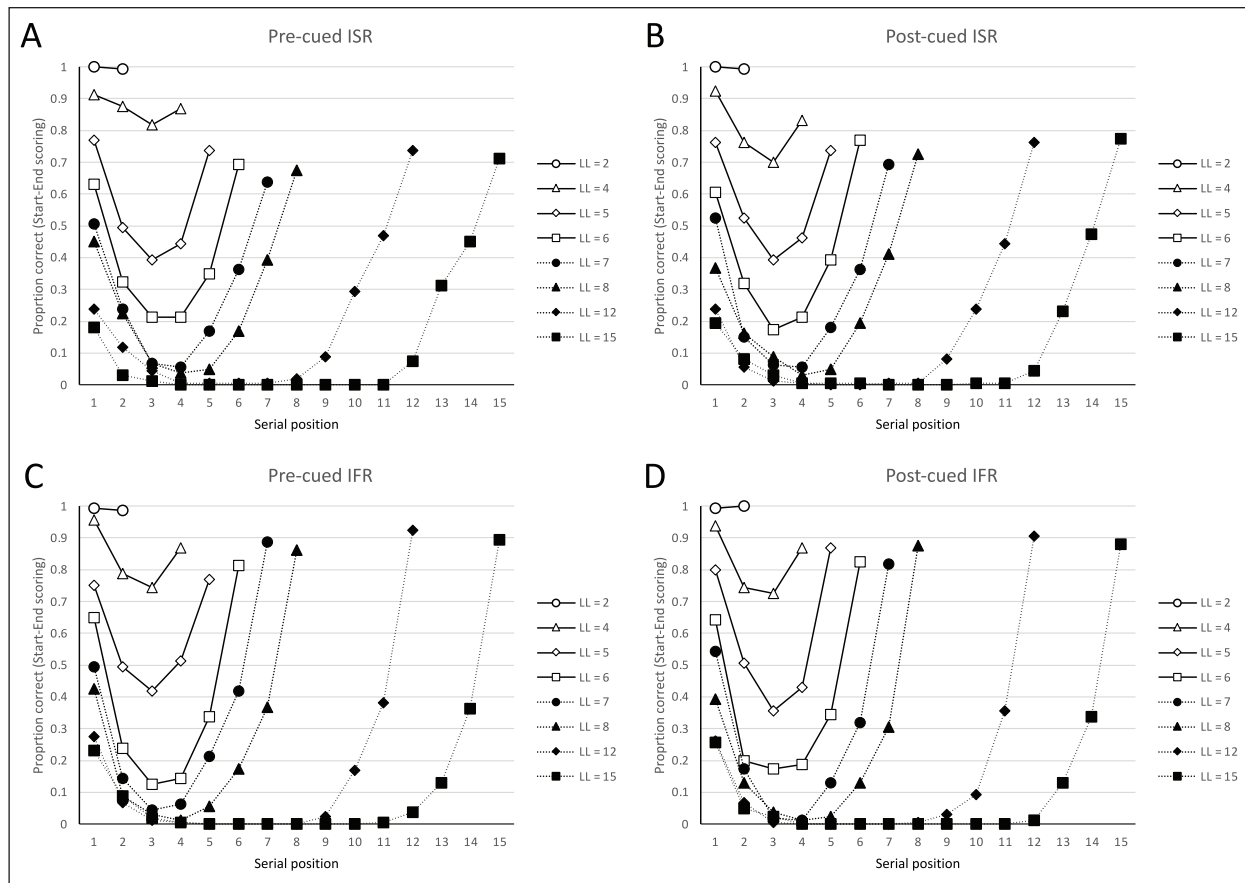 A
Pre-cued ISR
Proportion correct (Start-End scoring)
1
0.9
0.8
0.7
0.6
0.5
0.4
0.3
0.2
0.1
0
1 2 3 4 5 6 7 8 9 10 11 12 13 14 15
Serial position
LL = 2
LL = 4
LL = 5
LL = 6
LL = 7
LL = 8
LL = 12
LL = 15
B
Post-cued ISR
Proportion correct (Start-End scoring)
1
0.9
0.8
0.7
0.6
0.5
0.4
0.3
0.2
0.1
0
1 2 3 4 5 6 7 8 9 10 11 12 13 14 15
Serial position
LL = 2
LL = 4
LL = 5
LL = 6
LL = 7
LL = 8
LL = 12
LL = 15
C
Pre-cued IFR
Proprtion correct (Start-End scoring)
1
0.9
0.8
0.7
0.6
0.5
0.4
0.3
0.2
0.1
0
1 2 3 4 5 6 7 8 9 10 11 12 13 14 15
Serial position
LL = 2
LL = 4
LL = 5
LL = 6
LL = 7
LL = 8
LL = 12
LL = 15
D
Post-cued IFR
Proprtion correct (Start-End scoring)
1
0.9
0.8
0.7
0.6
0.5
0.4
0.3
0.2
0.1
0
1 2 3 4 5 6 7 8 9 10 11 12 13 14 15
Serial position
LL = 2
LL = 4
LL = 5
LL = 6
LL = 7
LL = 8
LL = 12
LL = 15